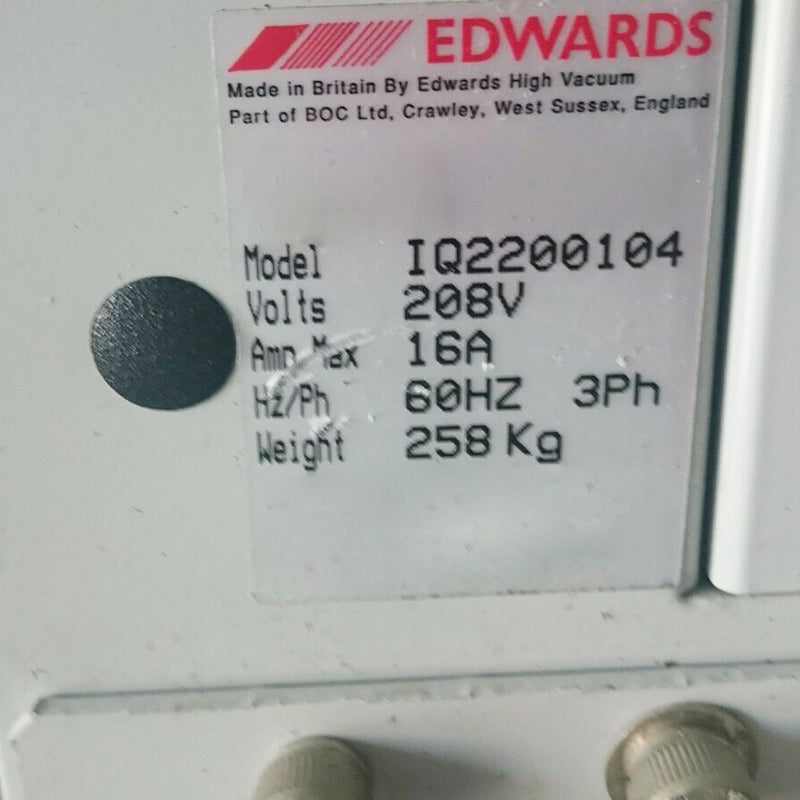 EDWARDS
Made in Britain By Edwards High Vacuum
Part of BOC Ltd, Crawley, West Sussex, England
Model IQ2200104
Volts 208V
Amp Max 16A
Hz/Ph 60HZ 3Ph
Weight 258 Kg